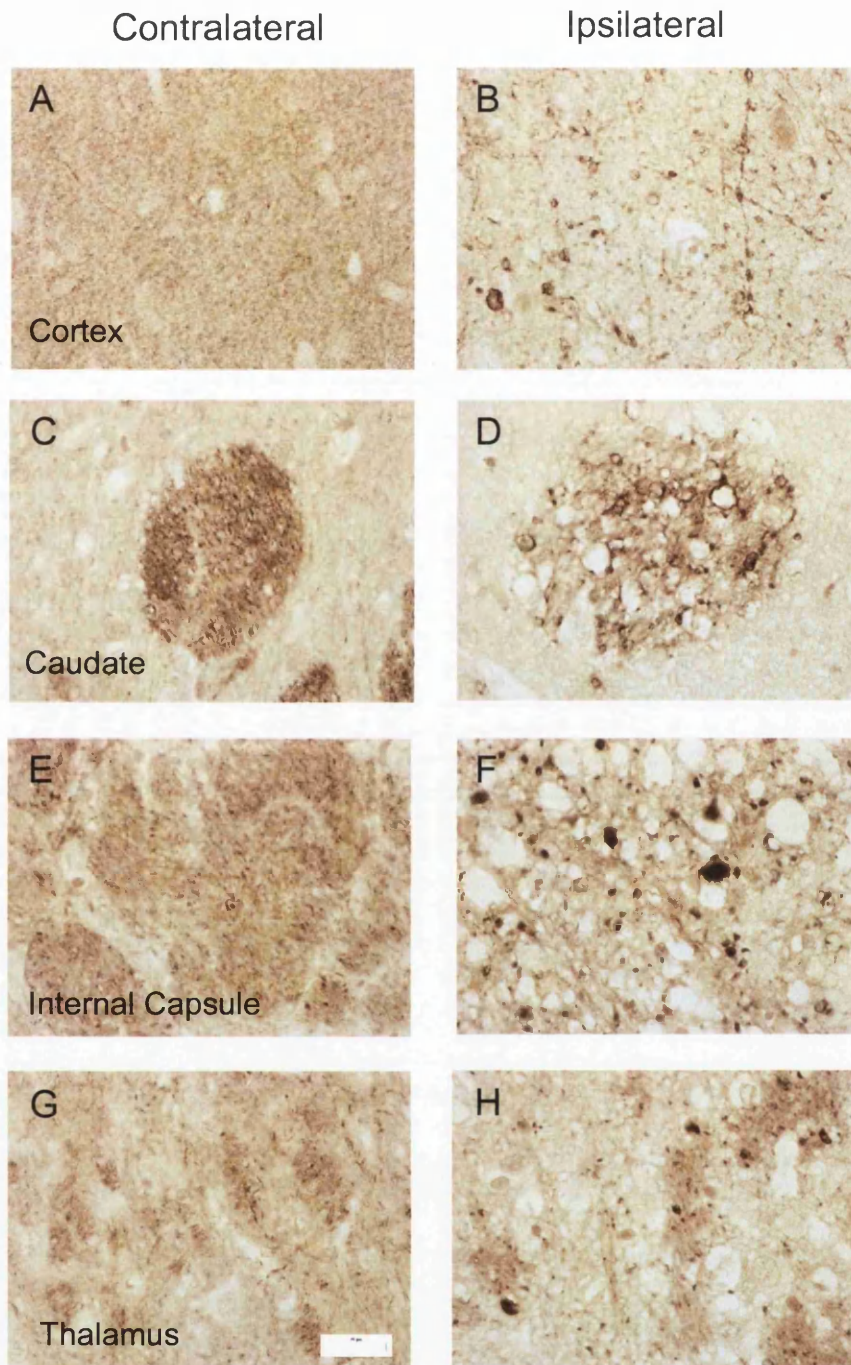 Contralateral Ipsilateral
A B
Cortex
C D
Caudate
E F
Internal Capsule
G H
Thalamus